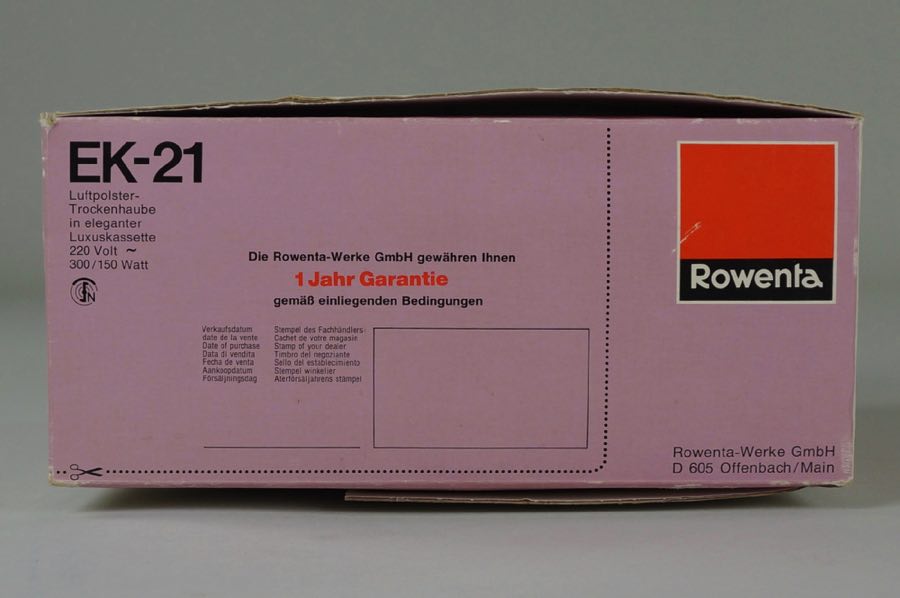 EK-21
Luftpolster-
Trockenhaube
in eleganter
Luxuskassette
220 Volt ~
300/150 Watt
Die Rowenta-Werke GmbH gewähren Ihnen
1 Jahr Garantie
gemäß einliegenden Bedingungen
Verkaufsdatum
date de la vente
Date of purchase
Data di vendita
Fecha de venta
Aankoopdatum
Försäljningsdag
Stempel des Fachhändlers
Cachet de votre magasin
Stamp of your dealer
Timbro del negoziante
Sello del establecimiento
Stempel winkelier
Återförsäljahrens stämpel
Rowenta
Rowenta-Werke GmbH
D 605 Offenbach/Main